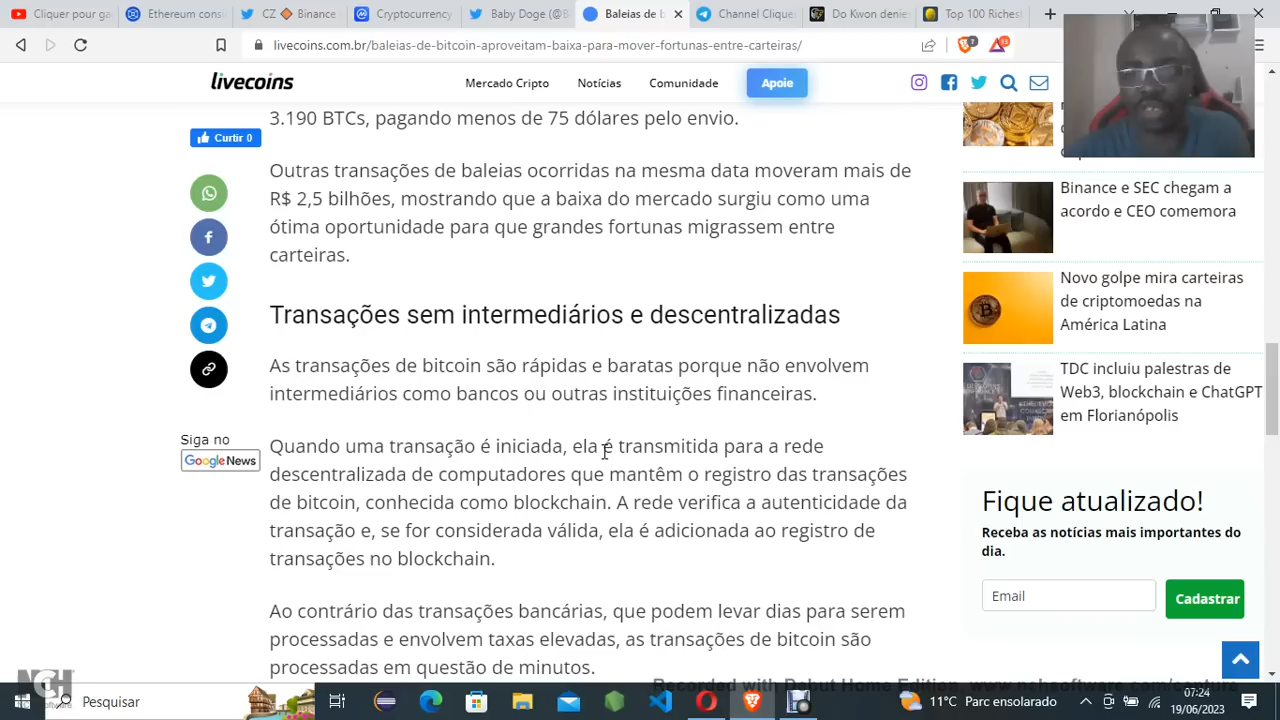 Cliquer pour ga
Ethereum consi
CZ 🔶 Binance
Cryptocurrency
Baby Doge (@B
Baleias de b
Channel Clique
Do Kwon denie
Top 100 Riches
livecoins.com.br/baleias-de-bitcoin-aproveitam-baixa-para-mover-fortunas-entre-carteiras/
livecoins
Mercado Cripto
Notícias
Comunidade
Apoie
3.190 BTCs, pagando menos de 75 dólares pelo envio.
Curtir 0
Outras transações de baleias ocorridas na mesma data moveram mais de
R$ 2,5 bilhões, mostrando que a baixa do mercado surgiu como uma
ótima oportunidade para que grandes fortunas migrassem entre
carteiras.
Transações sem intermediários e descentralizadas
As transações de bitcoin são rápidas e baratas porque não envolvem
intermediários como bancos ou outras instituições financeiras.
Siga no
Google News
Quando uma transação é iniciada, ela é transmitida para a rede
descentralizada de computadores que mantêm o registro das transações
de bitcoin, conhecida como blockchain. A rede verifica a autenticidade da
transação e, se for considerada válida, ela é adicionada ao registro de
transações no blockchain.
Ao contrário das transações bancárias, que podem levar dias para serem
processadas e envolvem taxas elevadas, as transações de bitcoin são
processadas em questão de minutos.
Binance e SEC chegam a
acordo e CEO comemora
Novo golpe mira carteiras
de criptomoedas na
América Latina
TDC incluiu palestras de
Web3, blockchain e ChatGPT
em Florianópolis
Fique atualizado!
Receba as notícias mais importantes do
dia.
Email
Cadastrar
NCH
Recorded with Debut Home Edition www.nchsoftware.com/capture
Pesquisar
11°C Parc ensolarado
07:24
19/06/2023